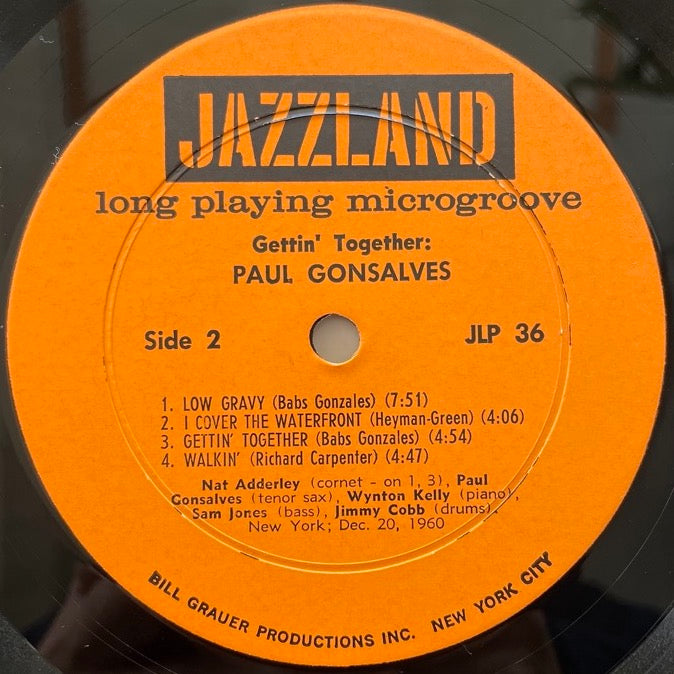 JAZZLAND
long playing microgroove
Gettin' Together:
PAUL GONSALVES
Side 2
JLP 36
1. LOW GRAVY (Babs Gonzales) (7:51)
2. I COVER THE WATERFRONT (Heyman-Green) (4:06)
3. GETTIN' TOGETHER (Babs Gonzales) (4:54)
4. WALKIN' (Richard Carpenter) (4:47)
Nat Adderley (cornet - on 1, 3), Paul
Gonsalves (tenor sax), Wynton Kelly (piano),
Sam Jones (bass), Jimmy Cobb (drums).
New York; Dec. 20, 1960
BILL GRAUER PRODUCTIONS INC. NEW YORK CITY